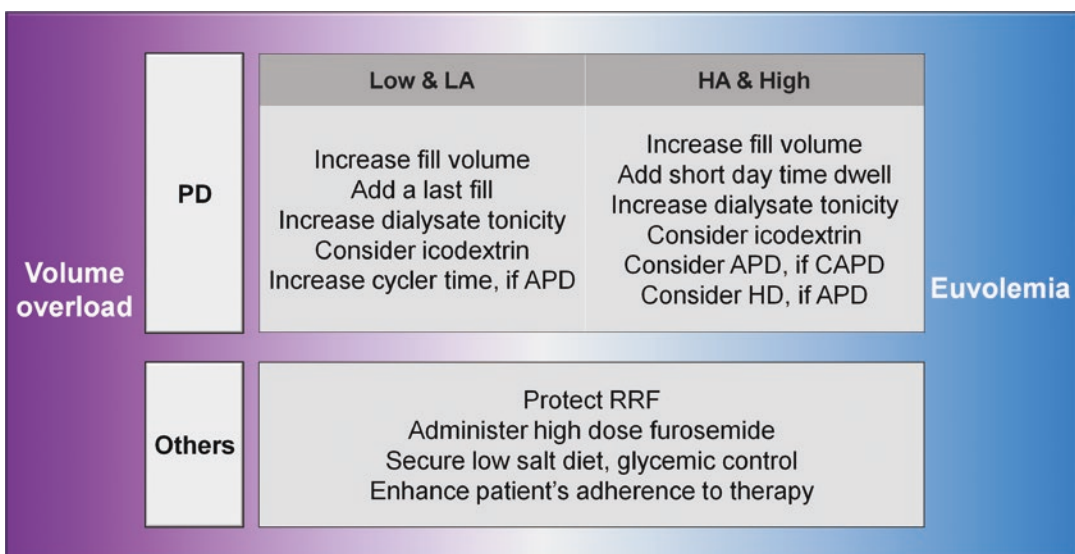 Volume
overload
PD
Low & LA
Increase fill volume
Add a last fill
Increase dialysate tonicity
Consider icodextrin
Increase cycler time, if APD
HA & High
Increase fill volume
Add short day time dwell
Increase dialysate tonicity
Consider icodextrin
Consider APD, if CAPD
Consider HD, if APD
Others
Protect RRF
Administer high dose furosemide
Secure low salt diet, glycemic control
Enhance patient's adherence to therapy
Euvolemia